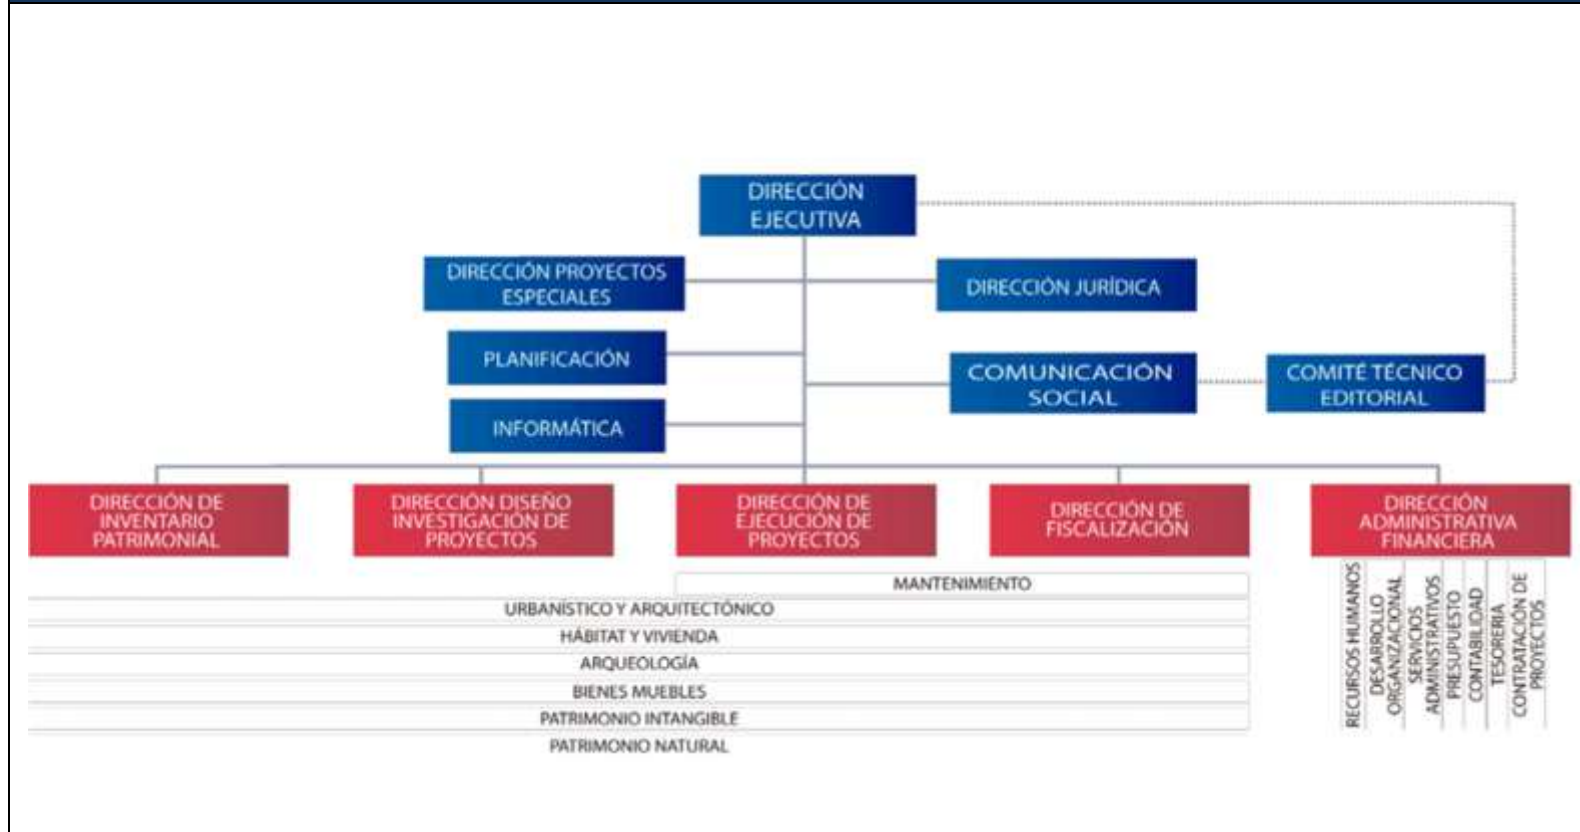 DIRECCIÓN
EJECUTIVA
DIRECCIÓN PROYECTOS
ESPECIALES
DIRECCIÓN JURÍDICA
PLANIFICACIÓN
COMUNICACIÓN
SOCIAL
COMITÉ TÉCNICO
EDITORIAL
INFORMÁTICA
DIRECCIÓN DE
INVENTARIO
PATRIMONIAL
DIRECCIÓN DISEÑO
INVESTIGACIÓN DE
PROYECTOS
DIRECCIÓN DE
EJECUCIÓN DE
PROYECTOS
DIRECCIÓN DE
FISCALIZACIÓN
DIRECCIÓN
ADMINISTRATIVA
FINANCIERA
MANTENIMIENTO
URBANÍSTICO Y ARQUITECTÓNICO
HÁBITAT Y VIVIENDA
ARQUEOLOGÍA
BIENES MUEBLES
PATRIMONIO INTANGIBLE
PATRIMONIO NATURAL
RECURSOS HUMANOS
DESARROLLO
ORGANIZACIONAL
SERVICIOS
ADMINISTRATIVOS
PRESUPUESTO
CONTABILIDAD
TESORERIA
CONTRATACIÓN DE
PROYECTOS